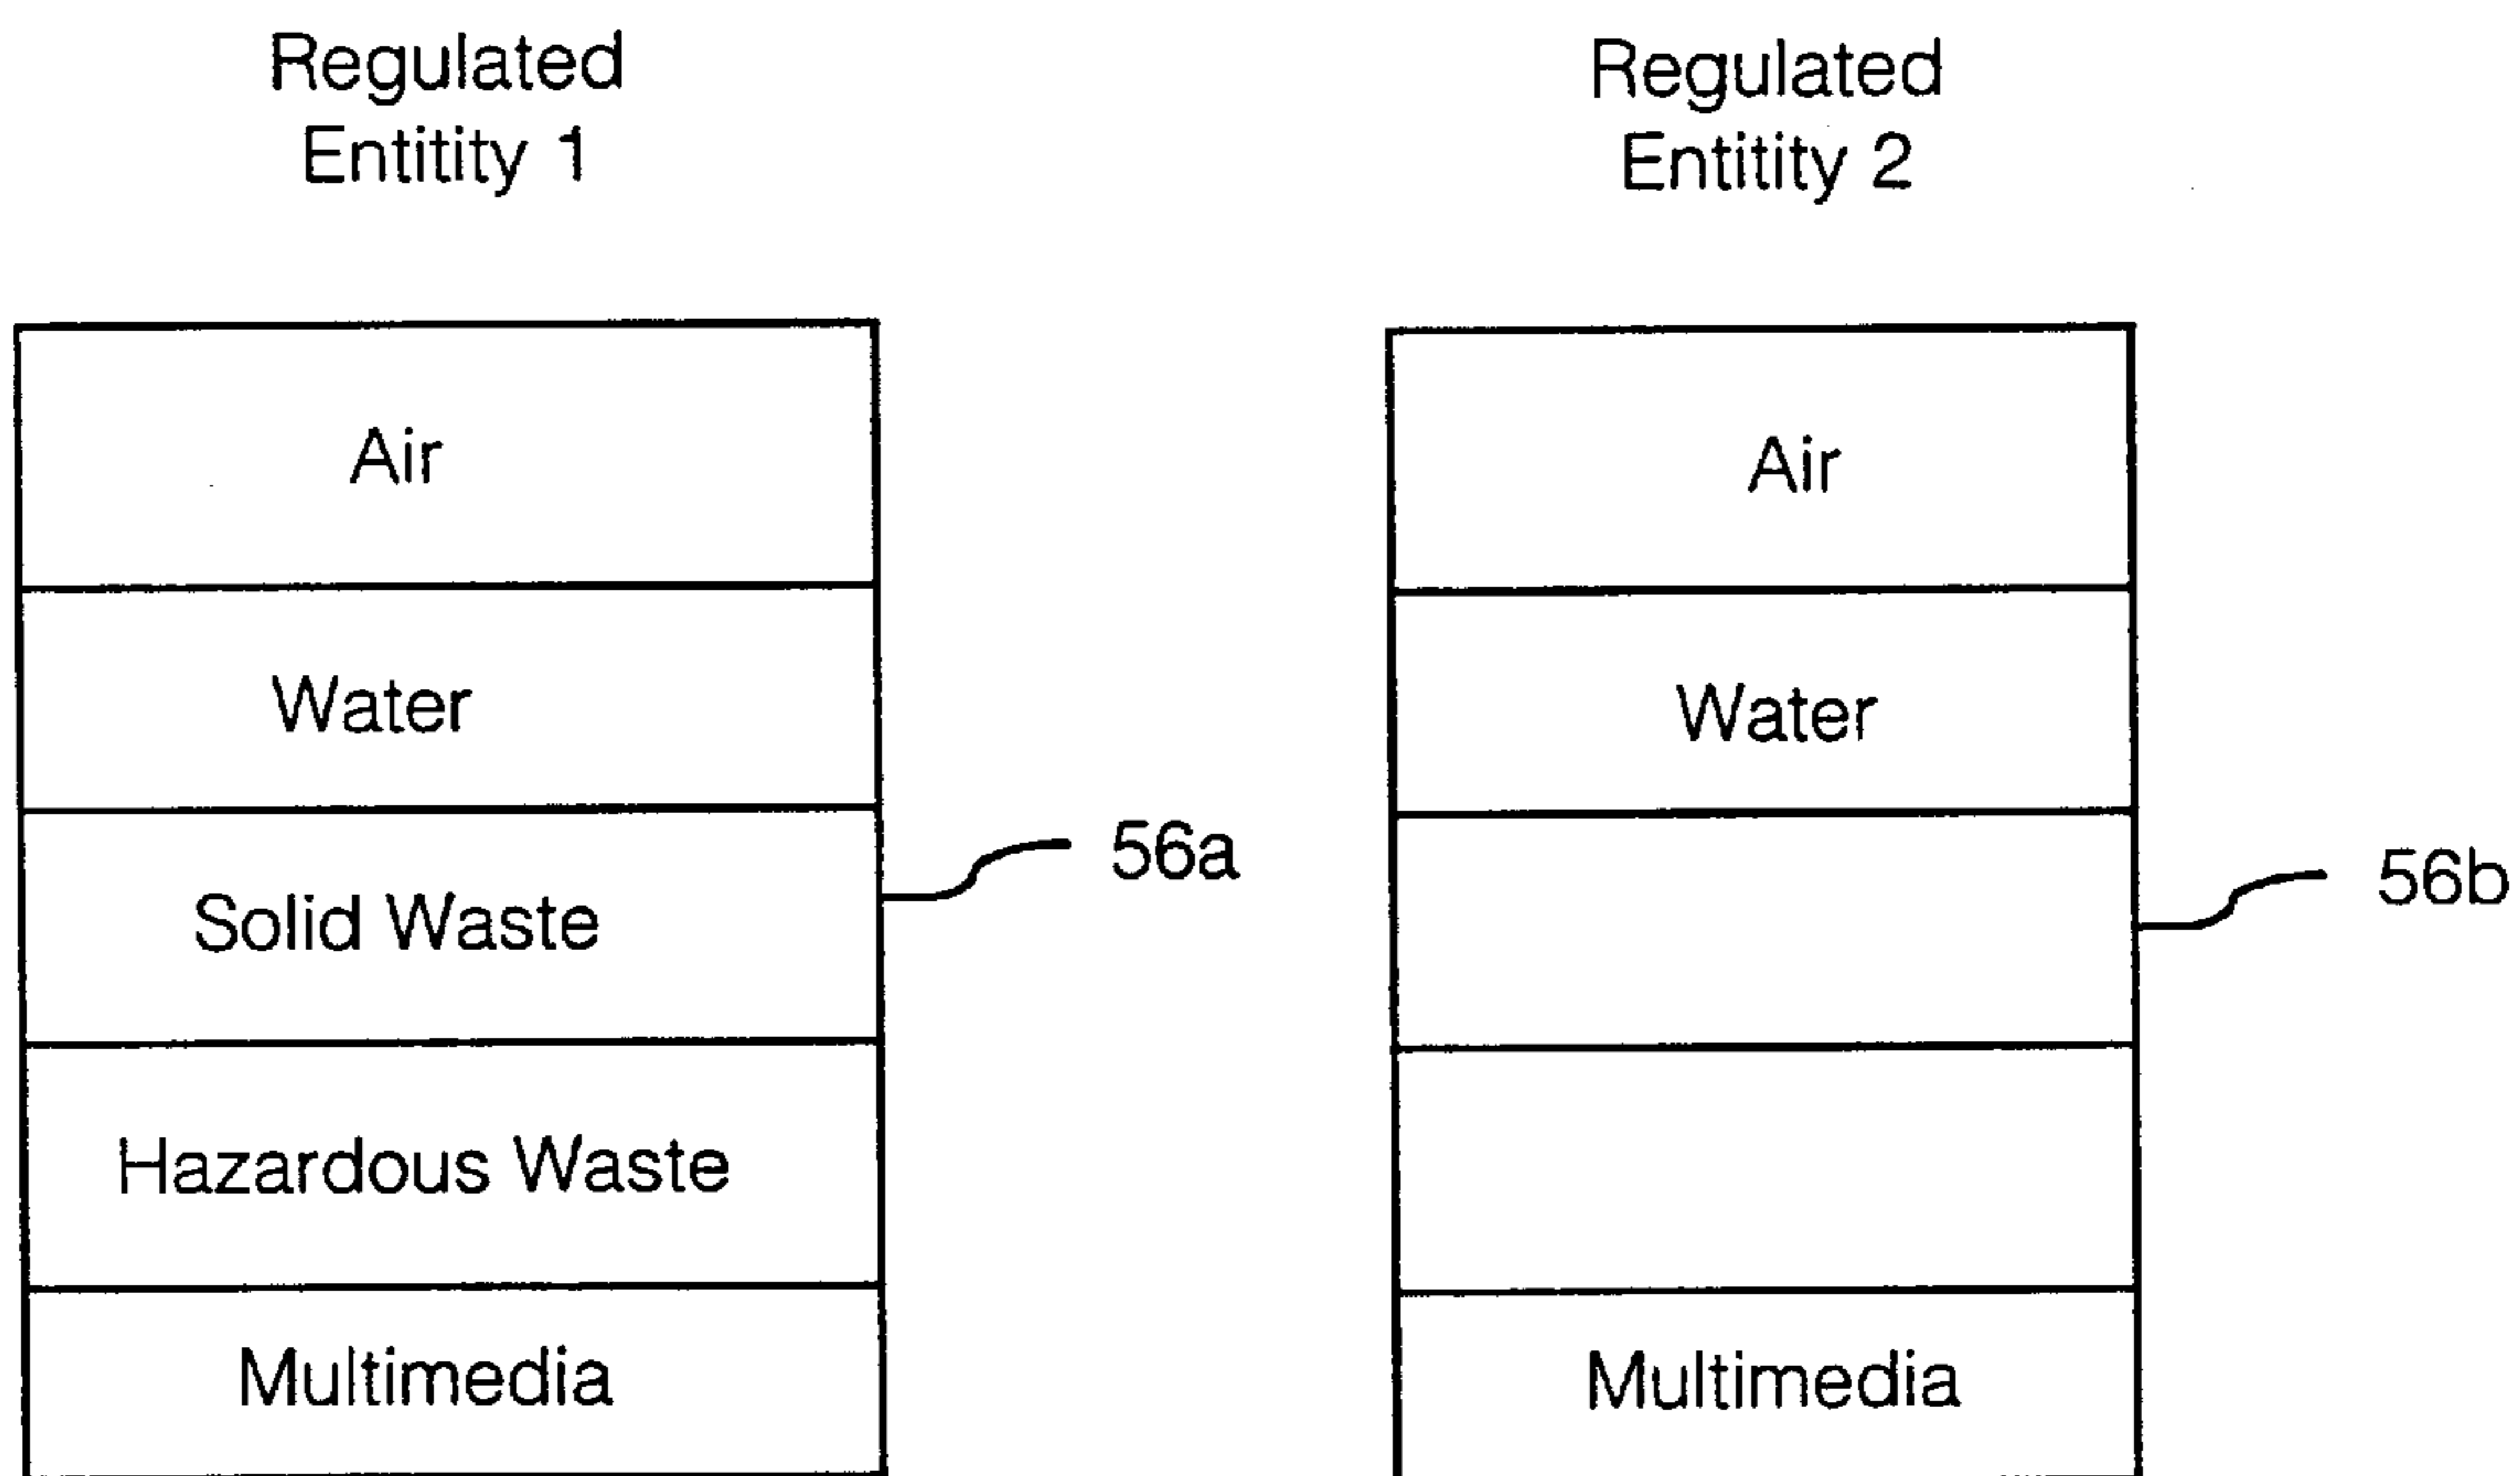 Regulated
Entitity 1
Air
Water
Solid Waste
Hazardous Waste
Multimedia
56a
Regulated
Entitity 2
Air
Water
Multimedia
56b